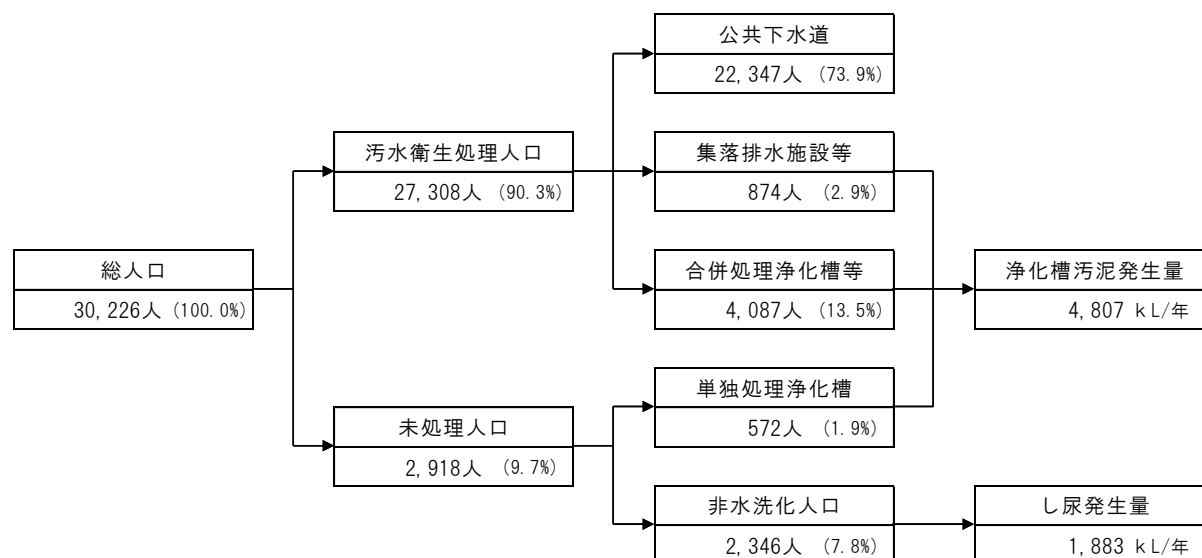 公共下水道
22,347人 (73.9%)
汚水衛生処理人口
27,308人 (90.3%)
集落排水施設等
874人 (2.9%)
総人口
30,226人 (100.0%)
合併処理浄化槽等
4,087人 (13.5%)
浄化槽汚泥発生量
4,807 kL/年
単独処理浄化槽
572人 (1.9%)
未処理人口
2,918人 (9.7%)
非水洗化人口
2,346人 (7.8%)
し尿発生量
1,883 kL/年